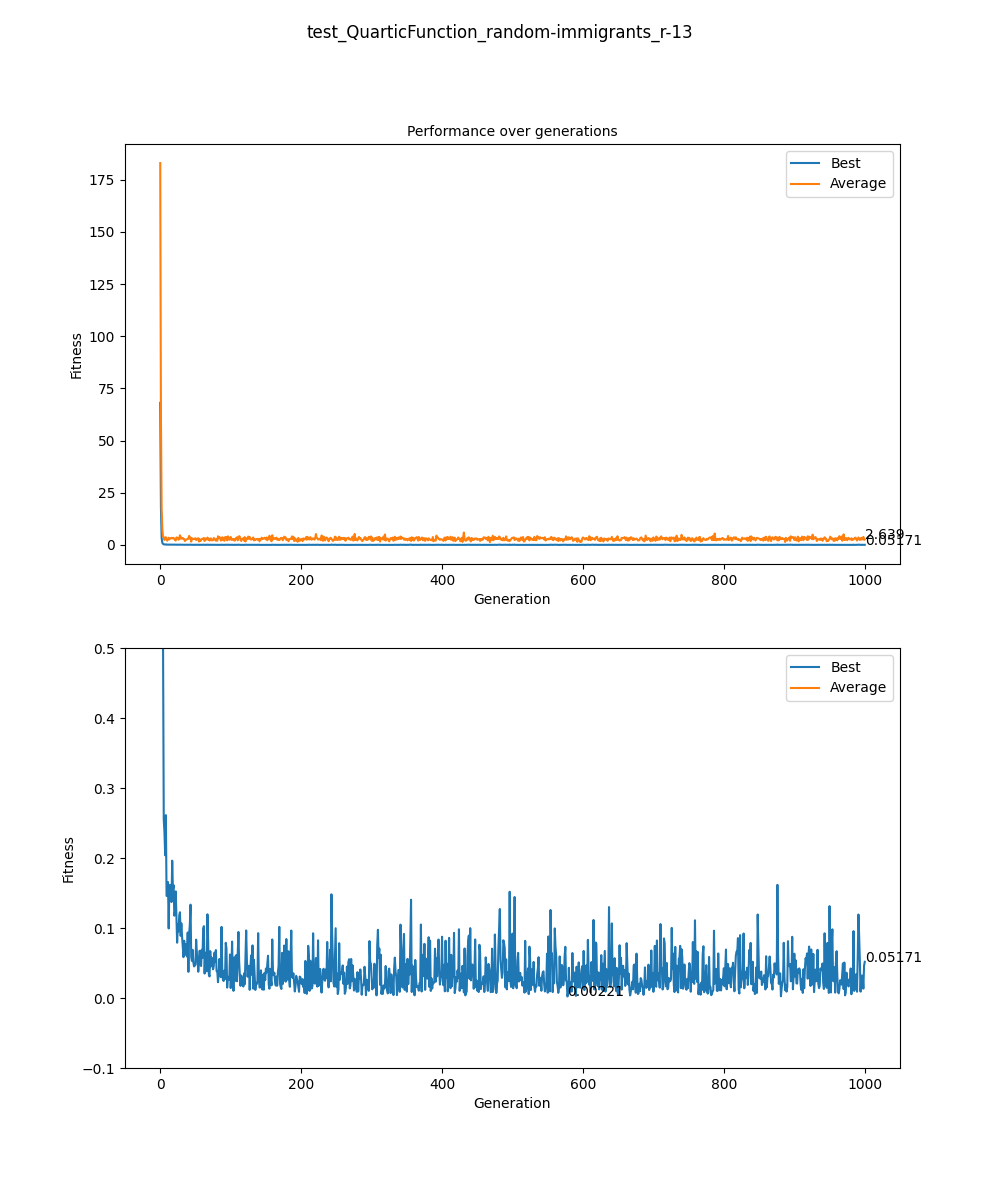 test_QuarticFunction_random-immigrants_r-13
Performance over generations
Fitness
175
150
125
100
75
50
25
0
Best
Average
2.639
0.05171
0 200 400 600 800 1000
Generation
Fitness
0.5
0.4
0.3
0.2
0.1
0.0
−0.1
Best
Average
0.05171
0.00221
0 200 400 600 800 1000
Generation